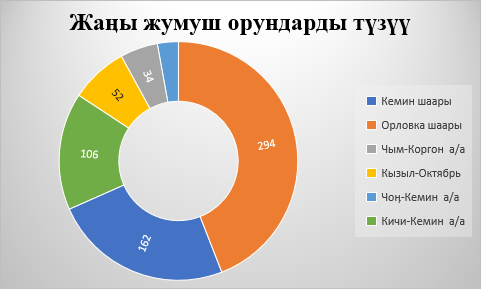 Жаңы жумуш орундарды түзүү
294
162
106
52
34
Кемин шаары
Орловка шаары
Чым-Коргон а/а
Кызыл-Октябрь
Чоң-Кемин а/а
Кичи-Кемин а/а